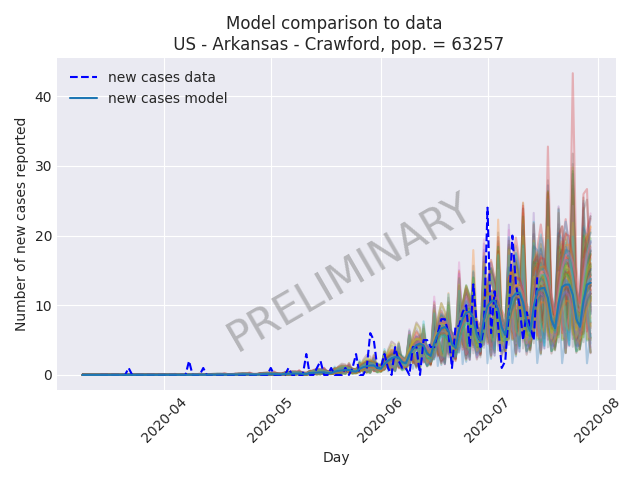 Model comparison to data
US - Arkansas - Crawford, pop. = 63257
new cases data
new cases model
PRELIMINARY
Number of new cases reported
40
30
20
10
0
2020-04
2020-05
2020-06
2020-07
2020-08
Day